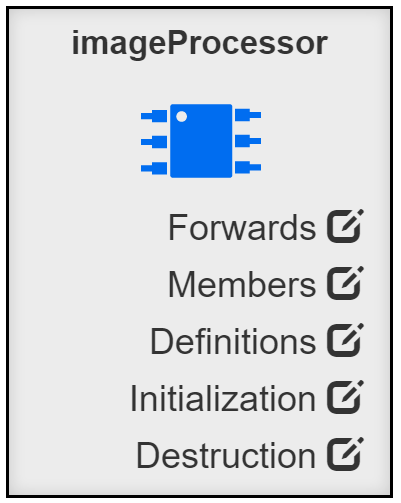 imageProcessor
Forwards
Members
Definitions
Initialization
Destruction